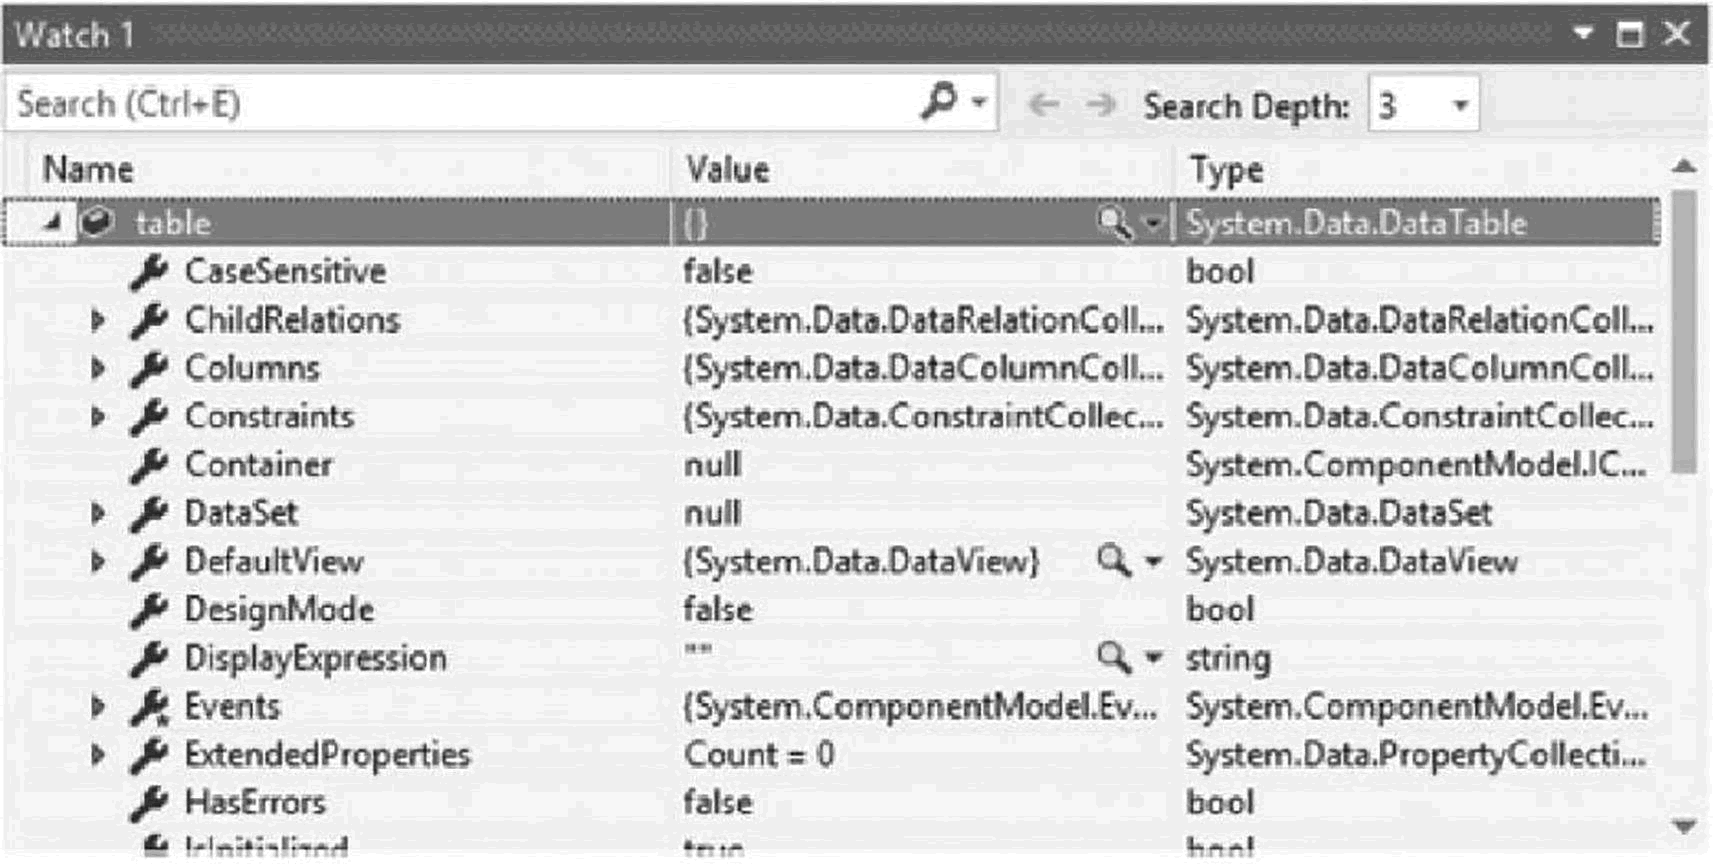 Watch 1
Search (Ctrl+E) Search Depth: 3
Name Value Type
table {} System.Data.DataTable
CaseSensitive false bool
ChildRelations {System.Data.DataRelationColl... System.Data.DataRelationColl...
Columns {System.Data.DataColumnColl... System.Data.DataColumnColl...
Constraints {System.Data.ConstraintCollec... System.Data.ConstraintCollec...
Container null System.ComponentModel.IC...
DataSet null System.Data.DataSet
DefaultView {System.Data.DataView} System.Data.DataView
DesignMode false bool
DisplayExpression "" string
Events {System.ComponentModel.Ev... System.ComponentModel.Ev...
ExtendedProperties Count = 0 System.Data.PropertyCollecti...
HasErrors false bool
IsInitialized true bool